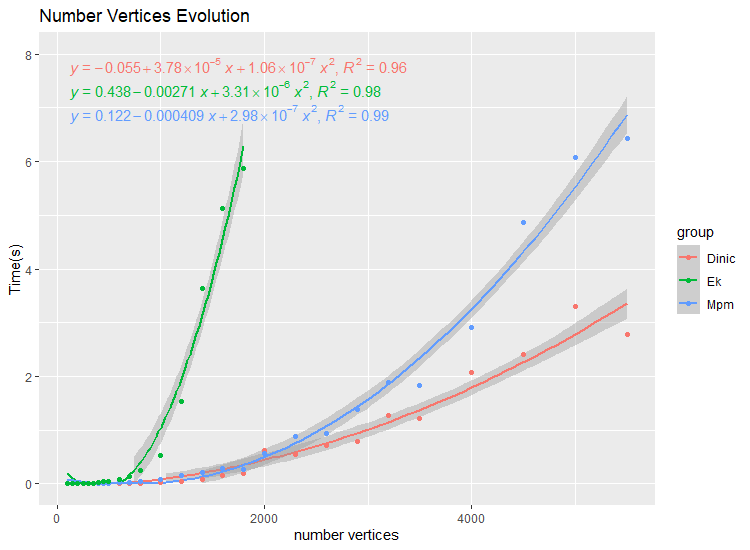 Number Vertices Evolution
y = −0.055+3.78×10⁻⁵ x+1.06×10⁻⁷ x², R² = 0.96
y = 0.438−0.00271 x+3.31×10⁻⁶ x², R² = 0.98
y = 0.122−0.000409 x+2.98×10⁻⁷ x², R² = 0.99
8
6
4
2
0
Time(s)
0 2000 4000
number vertices
group
Dinic
Ek
Mpm